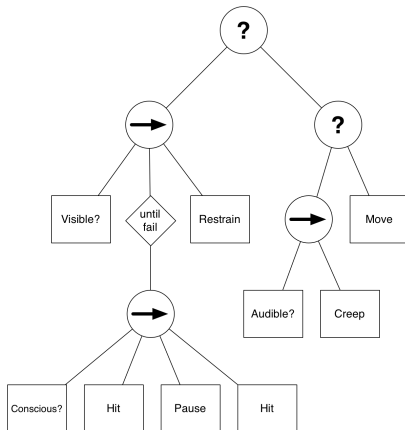 ?
?
Visible?
until
fail
Restrain
Move
Audible?
Creep
Conscious?
Hit
Pause
Hit